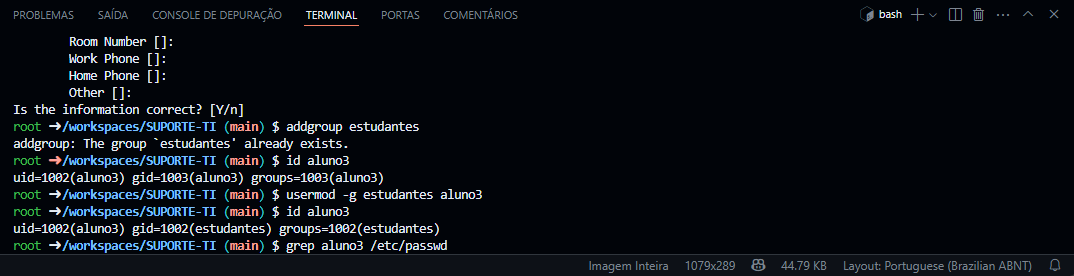 PROBLEMAS SAÍDA CONSOLE DE DEPURAÇÃO TERMINAL PORTAS COMENTÁRIOS bash
Room Number []:
Work Phone []:
Home Phone []:
Other []:
Is the information correct? [Y/n]
root ➜/workspaces/SUPORTE-TI (main) $ addgroup estudantes
addgroup: The group `estudantes' already exists.
root ➜/workspaces/SUPORTE-TI (main) $ id aluno3
uid=1002(aluno3) gid=1003(aluno3) groups=1003(aluno3)
root ➜/workspaces/SUPORTE-TI (main) $ usermod -g estudantes aluno3
root ➜/workspaces/SUPORTE-TI (main) $ id aluno3
uid=1002(aluno3) gid=1002(estudantes) groups=1002(estudantes)
root ➜/workspaces/SUPORTE-TI (main) $ grep aluno3 /etc/passwd
Imagem Inteira 1079x289 44.79 KB Layout: Portuguese (Brazilian ABNT)